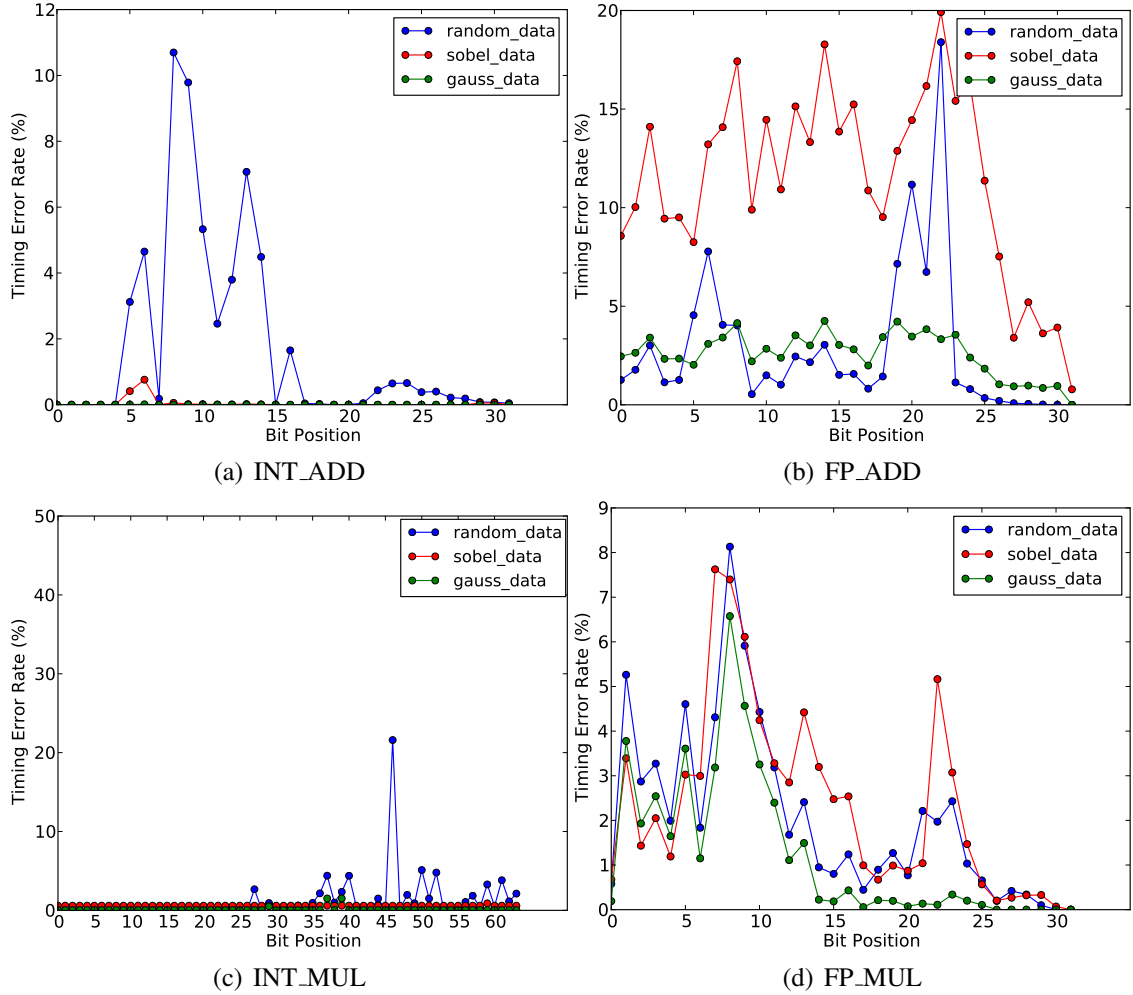 12
10
8
6
4
2
0
Timing Error Rate (%)
0 5 10 15 20 25 30
Bit Position
random_data
sobel_data
gauss_data
(a) INT_ADD
20
15
10
5
0
Timing Error Rate (%)
0 5 10 15 20 25 30
Bit Position
random_data
sobel_data
gauss_data
(b) FP_ADD
50
40
30
20
10
0
Timing Error Rate (%)
0 5 10 15 20 25 30 35 40 45 50 55 60
Bit Position
random_data
sobel_data
gauss_data
(c) INT_MUL
9
8
7
6
5
4
3
2
1
0
Timing Error Rate (%)
0 5 10 15 20 25 30
Bit Position
random_data
sobel_data
gauss_data
(d) FP_MUL